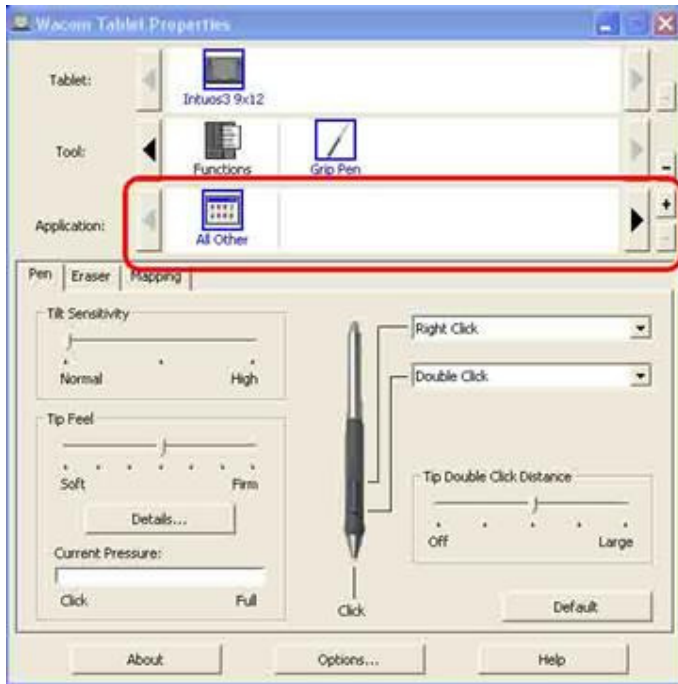 Wacom Tablet Properties
Tablet:
Intuos3 9x12
Tool:
Functions
Grip Pen
Application:
All Other
Pen
Eraser
Mapping
Tilt Sensitivity
Normal
High
Right Click
Double Click
Tip Feel
Soft
Firm
Details...
Current Pressure:
Click
Full
Click
Tip Double Click Distance
Off
Large
Default
About
Options...
Help